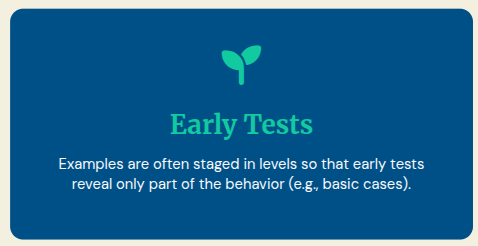 Early Tests
Examples are often staged in levels so that early tests
reveal only part of the behavior (e.g., basic cases).